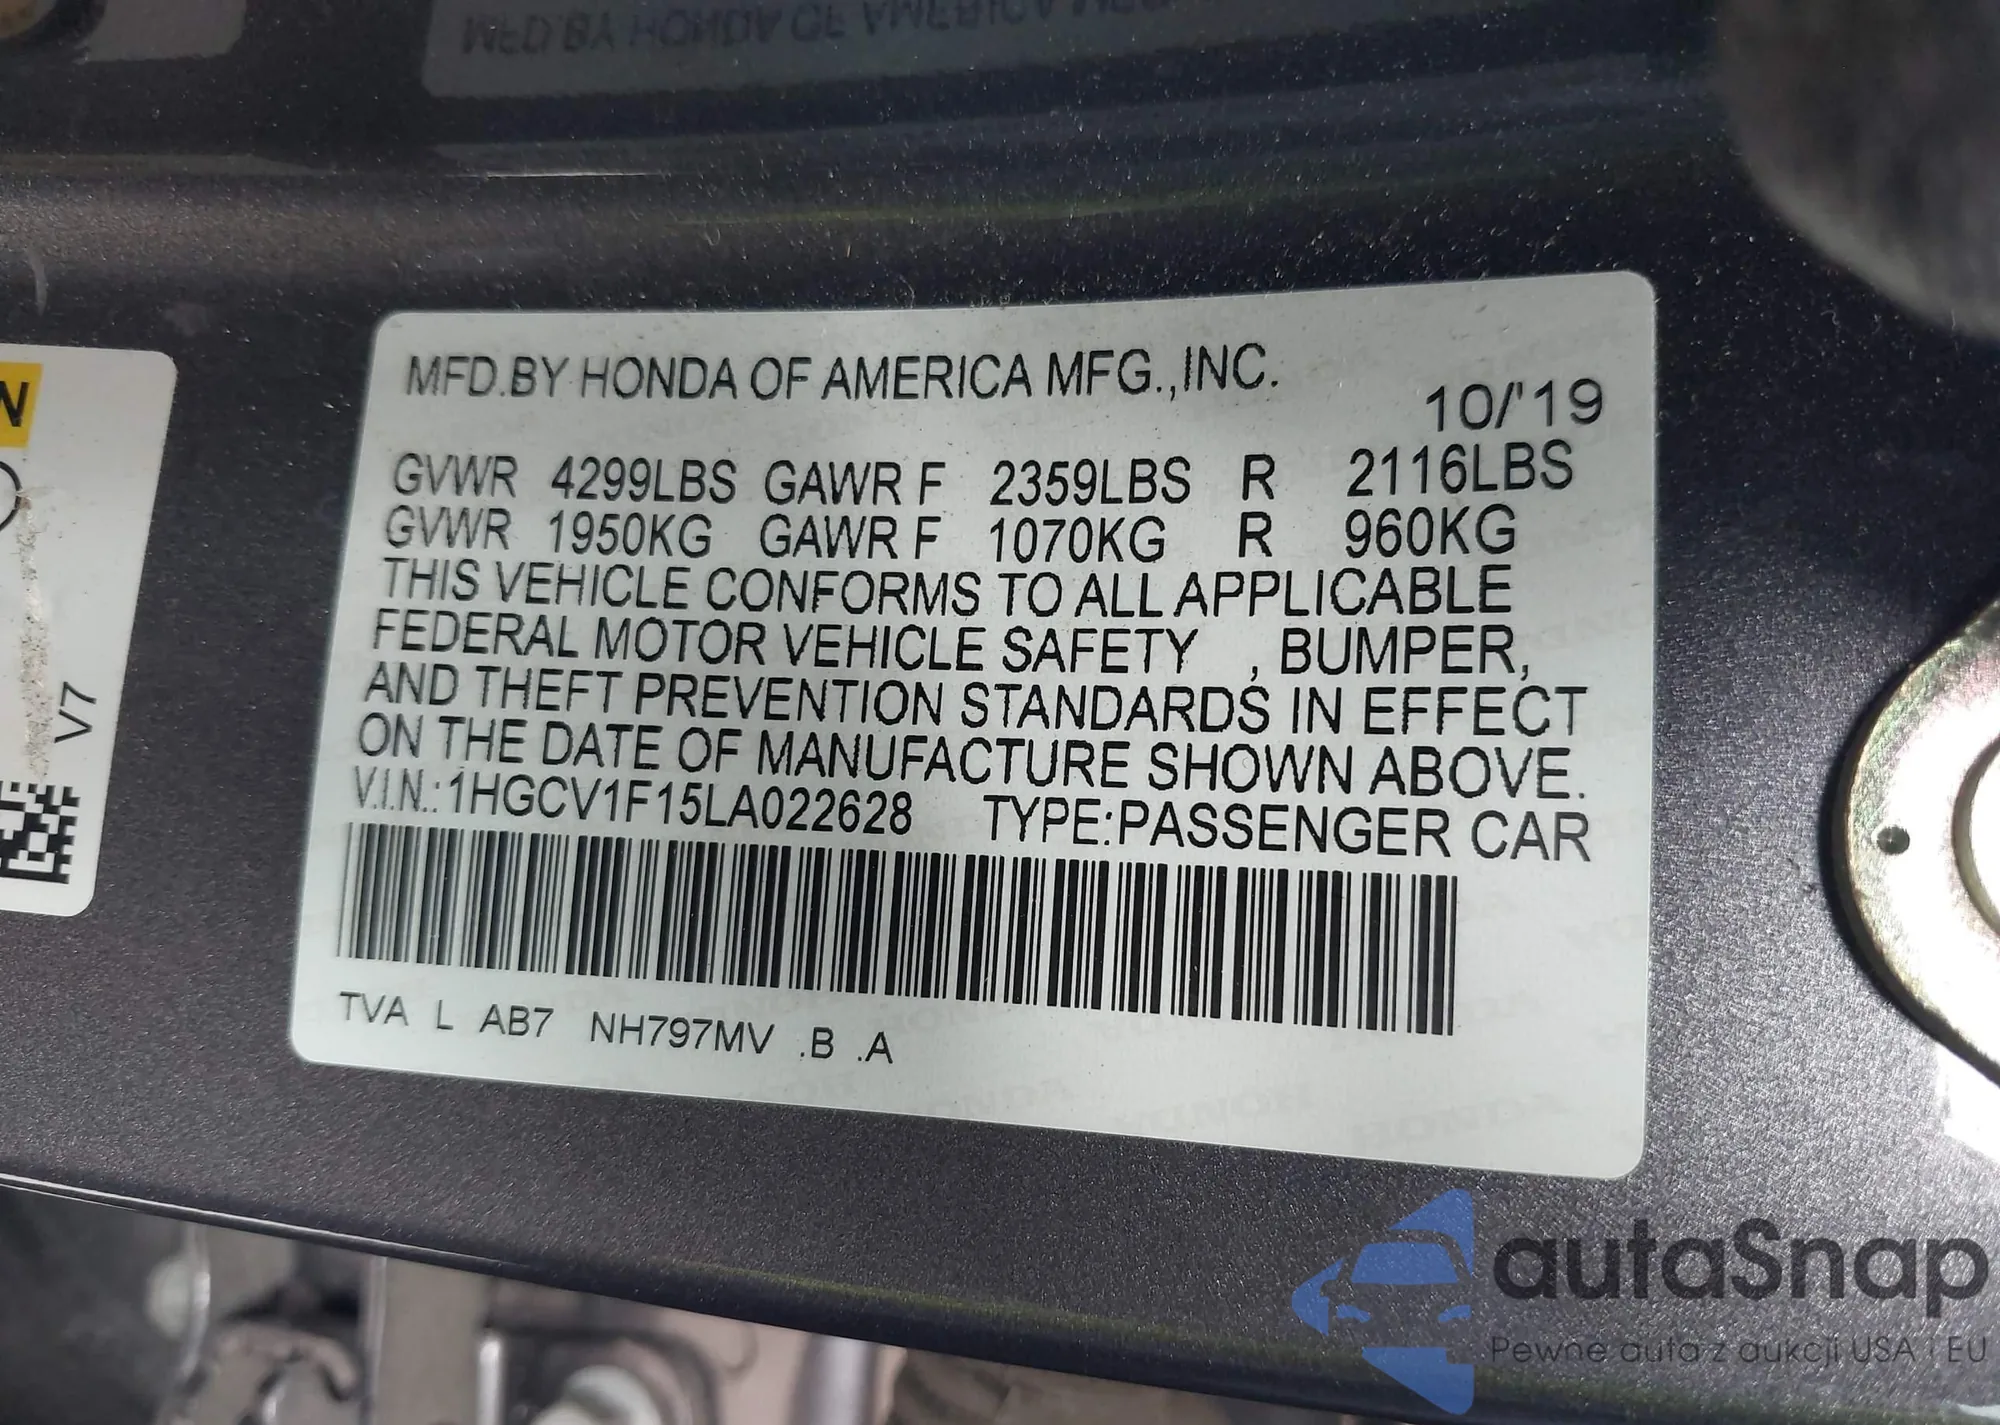 MFD.BY HONDA OF AMERICA MFG.,INC.
10/'19
GVWR 4299LBS GAWR F 2359LBS R 2116LBS
GVWR 1950KG GAWR F 1070KG R 960KG
THIS VEHICLE CONFORMS TO ALL APPLICABLE
FEDERAL MOTOR VEHICLE SAFETY , BUMPER,
AND THEFT PREVENTION STANDARDS IN EFFECT
ON THE DATE OF MANUFACTURE SHOWN ABOVE.
V.I.N.:1HGCV1F15LA022628 TYPE:PASSENGER CAR
TVA L AB7 NH797MV .B .A
V7
autaSnap
Pewne auta z aukcji USA i EU